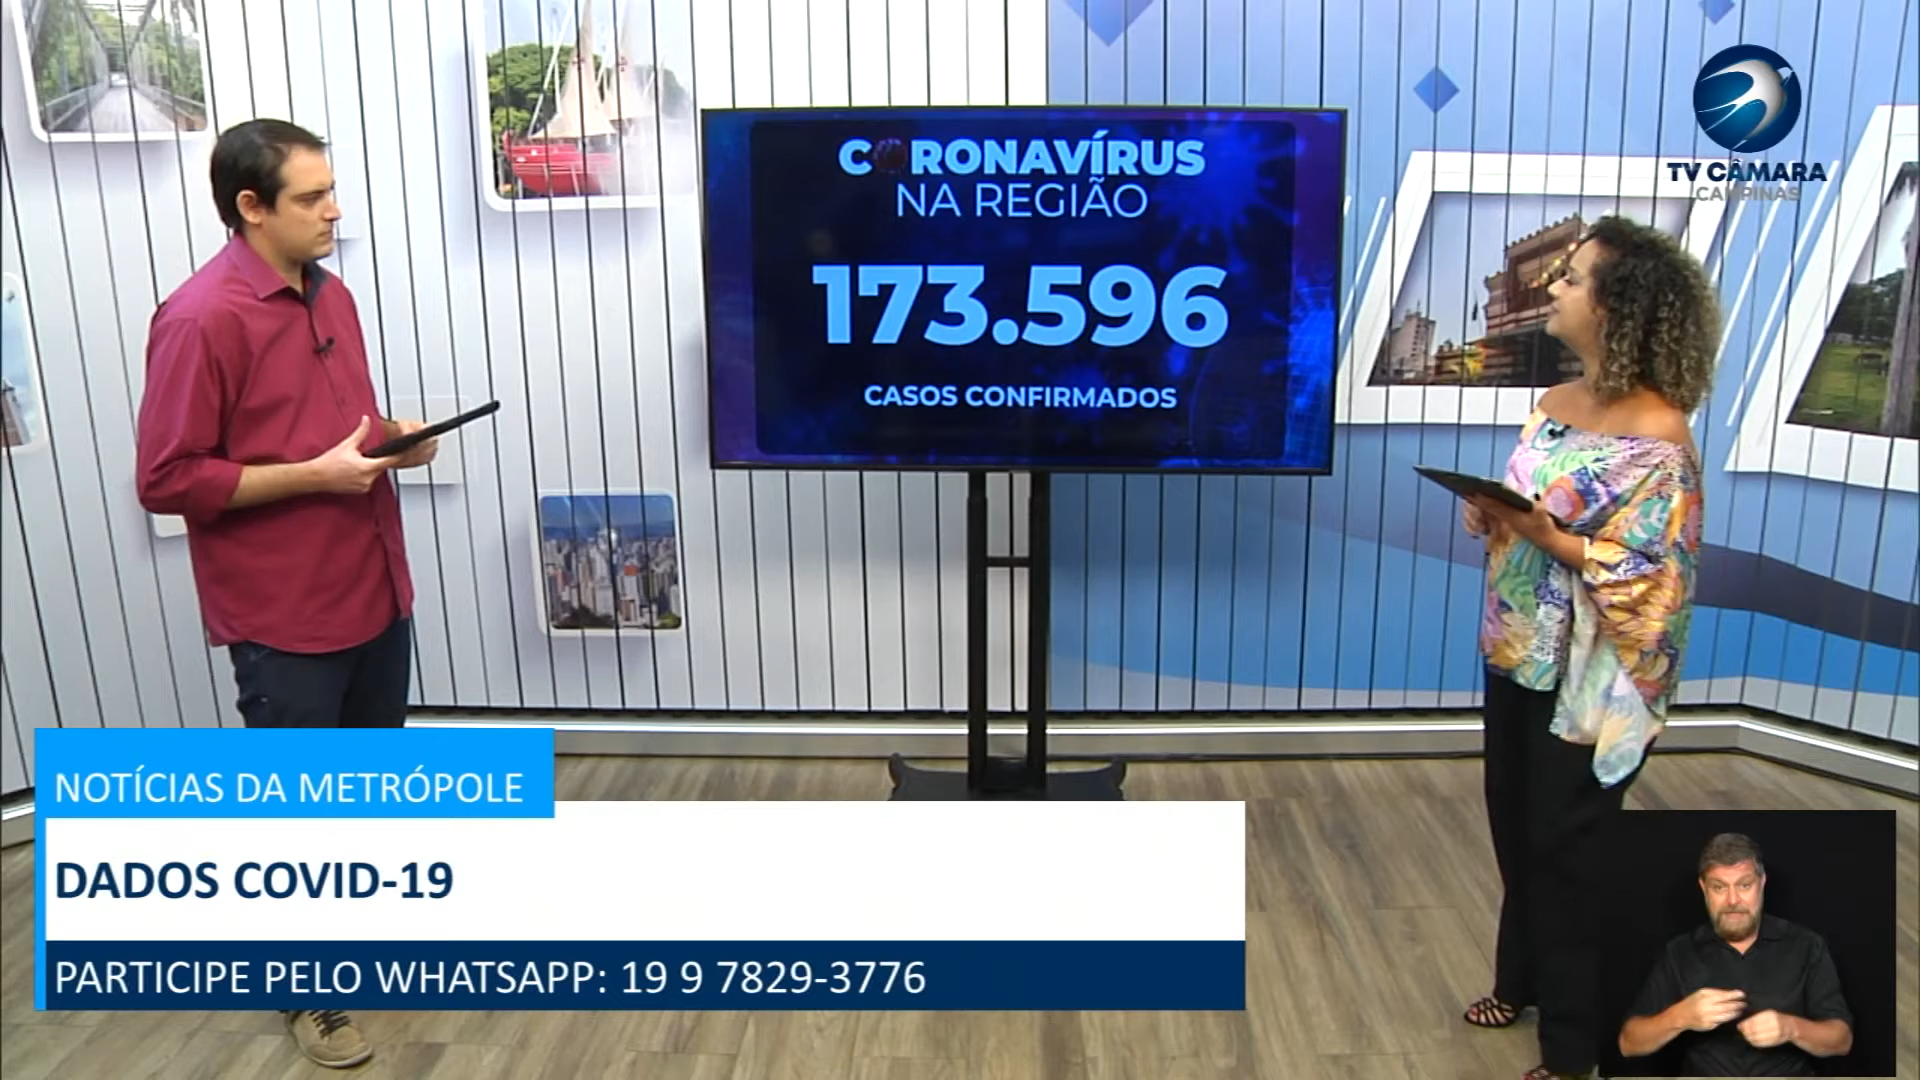 TV CÂMARA
CAMPINAS
CORONAVÍRUS
NA REGIÃO
173.596
CASOS CONFIRMADOS
NOTÍCIAS DA METRÓPOLE
DADOS COVID-19
PARTICIPE PELO WHATSAPP: 19 9 7829-3776